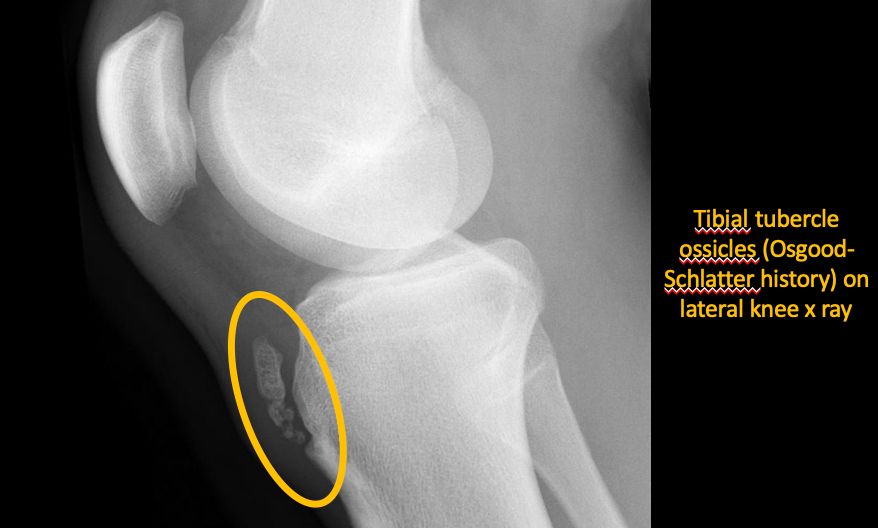 Tibial tubercle
ossicles (Osgood-
Schlatter history) on
lateral knee x ray